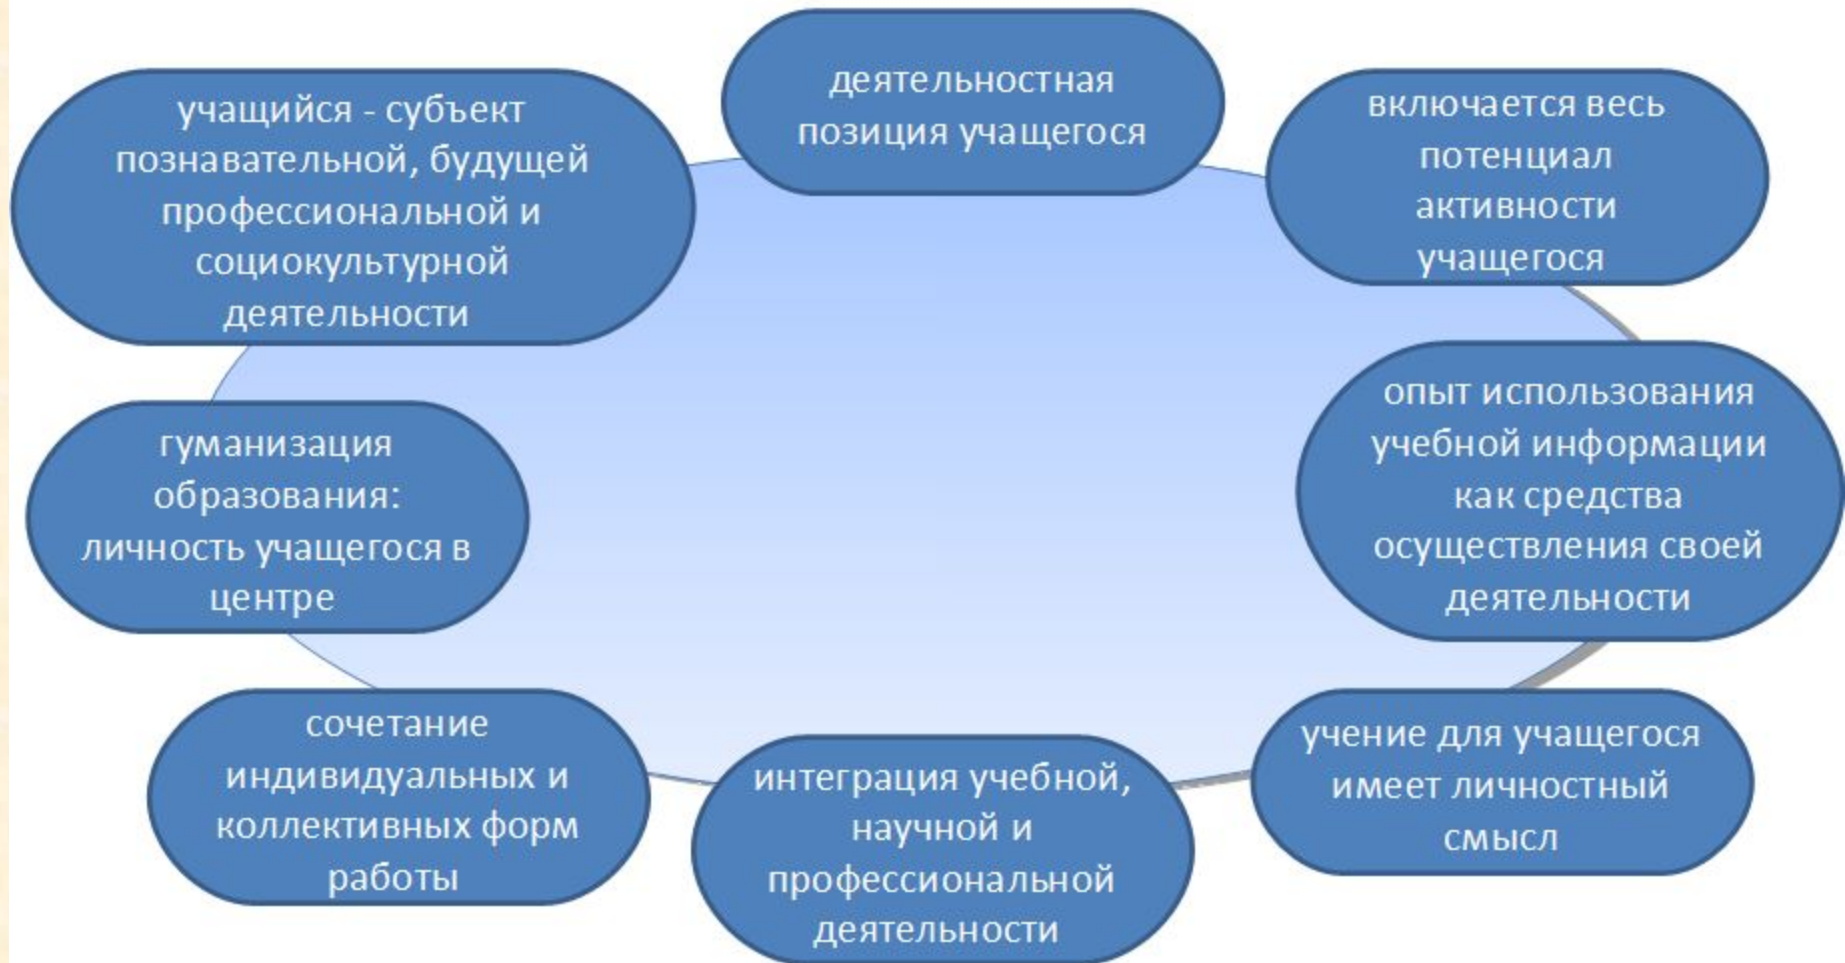 деятельностная
позиция учащегося
учащийся - субъект
познавательной, будущей
профессиональной и
социокультурной
деятельности
включается весь
потенциал
активности
учащегося
гуманизация
образования:
личность учащегося в
центре
опыт использования
учебной информации
как средства
осуществления своей
деятельности
сочетание
индивидуальных и
коллективных форм
работы
интеграция учебной,
научной и
профессиональной
деятельности
учение для учащегося
имеет личностный
смысл